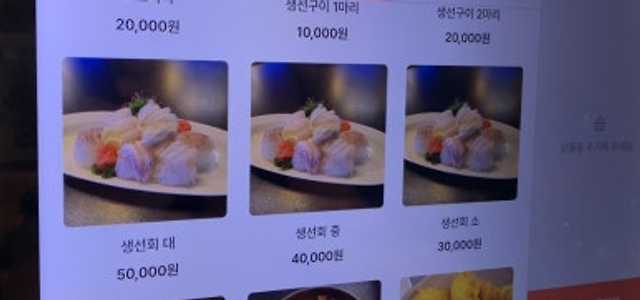 20,000원
생선구이 1마리
10,000원
생선구이 2마리
20,000원
생선회 대
50,000원
생선회 중
40,000원
생선회 소
30,000원